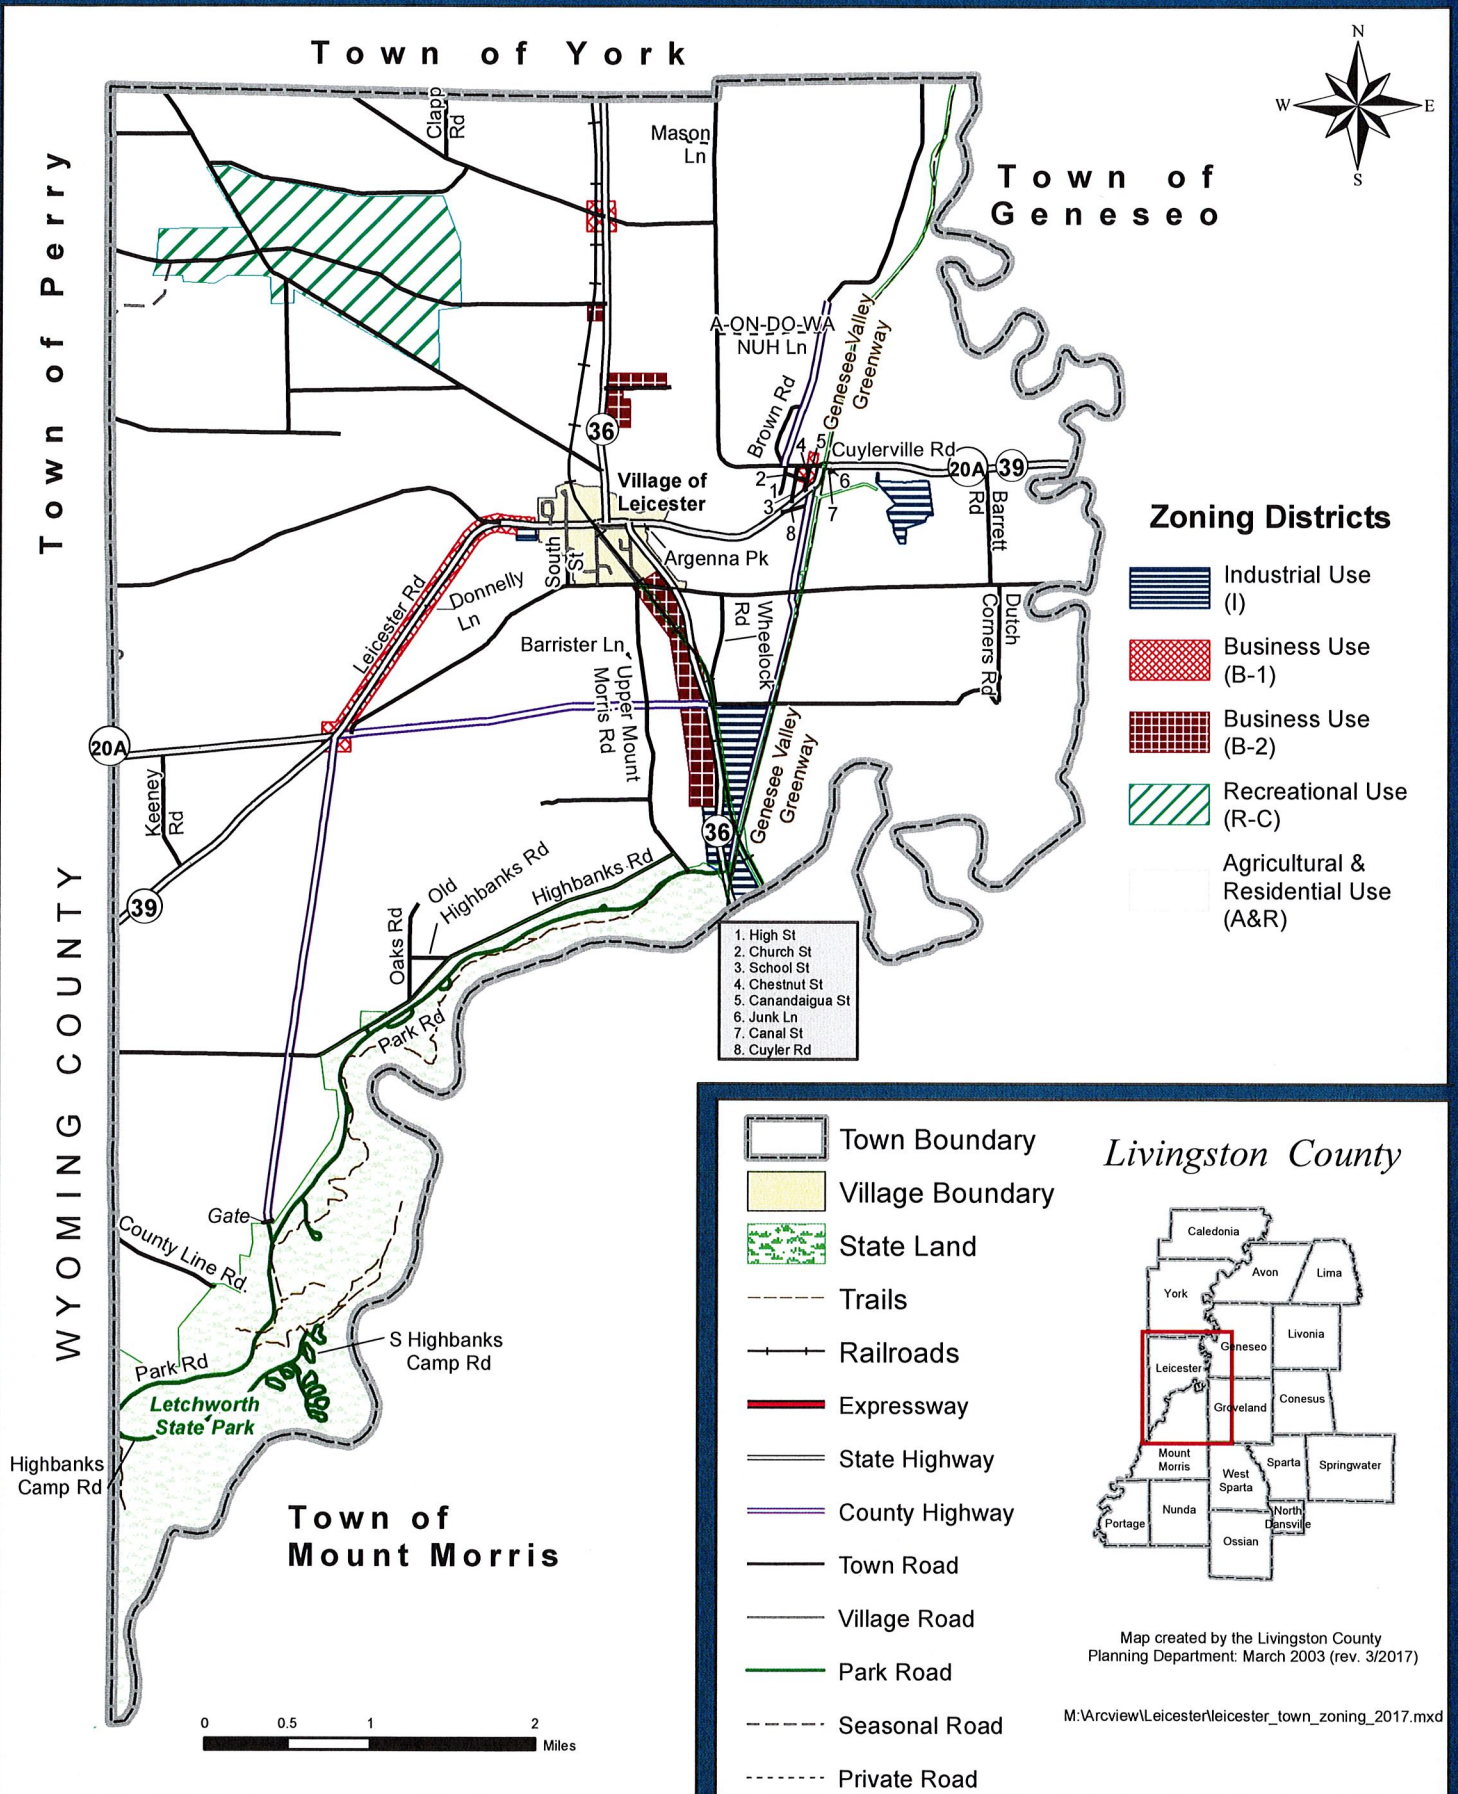 Town of York
N
W
E
S
Clapp
Rd
Mason
Ln
Town of
Geneseo
Town of Perry
A-ON-DO-WA
NUH Ln
Genesee Valley
Greenway
Brown Rd
36
4
5
Cuylerville Rd
20A
39
2
1
3
6
7
8
Village of
Leicester
Barrett
Rd
Zoning Districts
Industrial Use
(I)
Business Use
(B-1)
Business Use
(B-2)
Recreational Use
(R-C)
Agricultural &
Residential Use
(A&R)
South
St
Argenna Pk
Leicester Rd
Donnelly
Ln
Wheelock
Rd
Dutch
Corners Rd
Barrister Ln
Upper Mount
Morris Rd
20A
Keeney
Rd
Genesee Valley
Greenway
36
39
Old
Highbanks Rd
Highbanks Rd
Oaks Rd
Park Rd
WYOMING COUNTY
1. High St
2. Church St
3. School St
4. Chestnut St
5. Canandaigua St
6. Junk Ln
7. Canal St
8. Cuyler Rd
Gate
County Line Rd.
S Highbanks
Camp Rd
Park Rd
Letchworth
State Park
Highbanks
Camp Rd
Town of
Mount Morris
0 0.5 1 2
Miles
Town Boundary
Village Boundary
State Land
Trails
Railroads
Expressway
State Highway
County Highway
Town Road
Village Road
Park Road
Seasonal Road
Private Road
Livingston County
Caledonia
Avon
Lima
York
Geneseo
Livonia
Leicester
Groveland
Conesus
Mount
Morris
West
Sparta
Sparta
Springwater
Portage
Nunda
North
Dansville
Ossian
Map created by the Livingston County
Planning Department: March 2003 (rev. 3/2017)
M:\Arcview\Leicester\leicester_town_zoning_2017.mxd